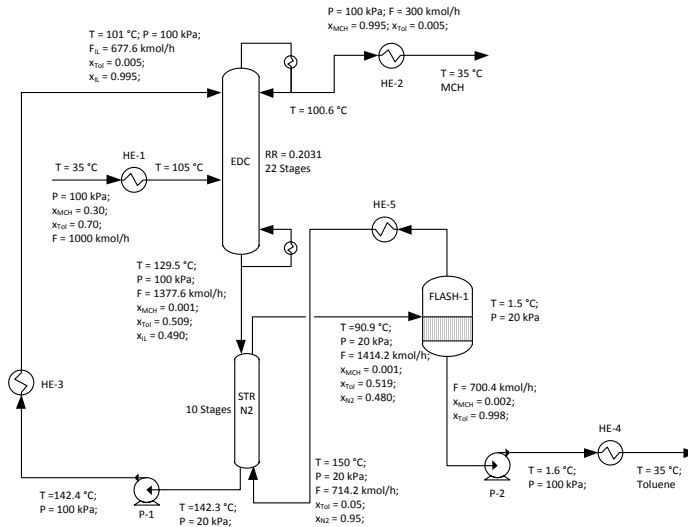 T = 101 °C; P = 100 kPa;
F_IL = 677.6 kmol/h;
x_Tol = 0.005;
x_IL = 0.995;
P = 100 kPa; F = 300 kmol/h
x_MCH = 0.995; x_Tol = 0.005;
HE-2
T = 35 °C
MCH
T = 100.6 °C
EDC
RR = 0.2031
22 Stages
HE-1
T = 35 °C
T = 105 °C
P = 100 kPa;
x_MCH = 0.30;
x_Tol = 0.70;
F = 1000 kmol/h
HE-5
T = 129.5 °C;
P = 100 kPa;
F = 1377.6 kmol/h;
x_MCH = 0.001;
x_Tol = 0.509;
x_IL = 0.490;
FLASH-1
T = 1.5 °C;
P = 20 kPa
T =90.9 °C;
P = 20 kPa;
F = 1414.2 kmol/h;
x_MCH = 0.001;
x_Tol = 0.519;
x_N2 = 0.480;
HE-3
10 Stages
STR
N2
F = 700.4 kmol/h;
x_MCH = 0.002;
x_Tol = 0.998;
HE-4
T = 150 °C;
P = 20 kPa;
F = 714.2 kmol/h;
x_Tol = 0.05;
x_N2 = 0.95;
T =142.4 °C;
P = 100 kPa;
P-1
T =142.3 °C;
P = 20 kPa;
P-2
T = 1.6 °C;
P = 100 kPa;
T = 35 °C;
Toluene